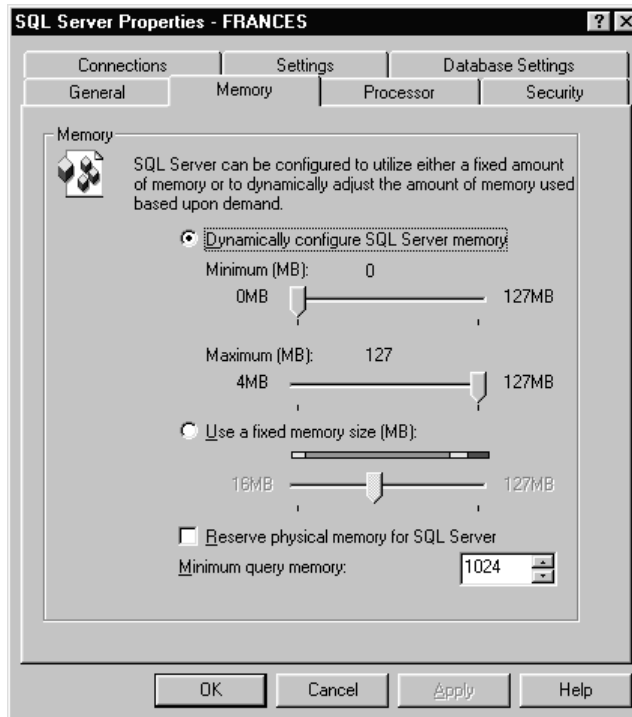 SQL Server Properties - FRANCES
Connections Settings Database Settings
General Memory Processor Security
Memory
SQL Server can be configured to utilize either a fixed amount
of memory or to dynamically adjust the amount of memory used
based upon demand.
Dynamically configure SQL Server memory
Minimum (MB): 0
0MB 127MB
Maximum (MB): 127
4MB 127MB
Use a fixed memory size (MB):
16MB 127MB
Reserve physical memory for SQL Server
Minimum query memory: 1024
OK Cancel Apply Help